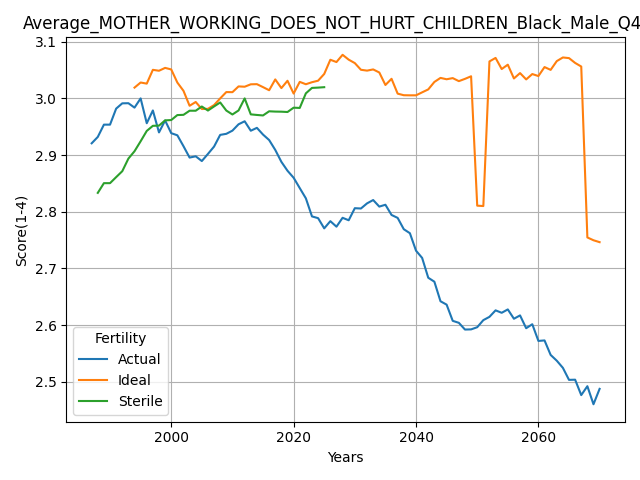 Average_MOTHER_WORKING_DOES_NOT_HURT_CHILDREN_Black_Male_Q4
3.1
3.0
2.9
2.8
2.7
2.6
2.5
Score(1-4)
Fertility
Actual
Ideal
Sterile
2000
2020
2040
2060
Years